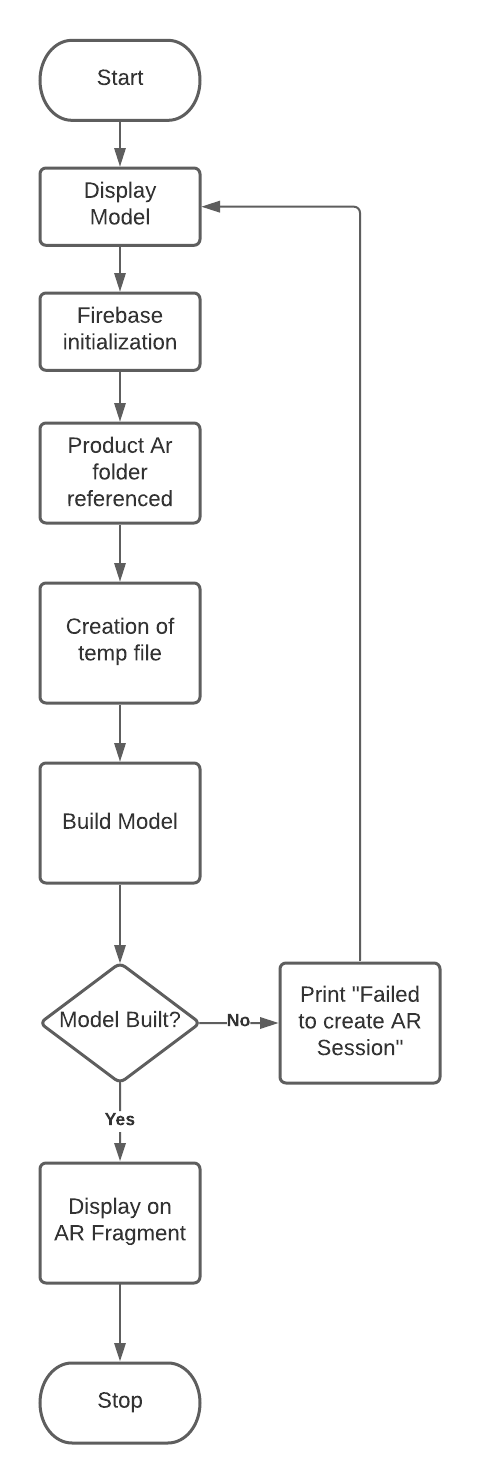 Start
Display
Model
Firebase
initialization
Product Ar
folder
referenced
Creation of
temp file
Build Model
Model Built?
No
Print "Failed
to create AR
Session"
Yes
Display on
AR Fragment
Stop